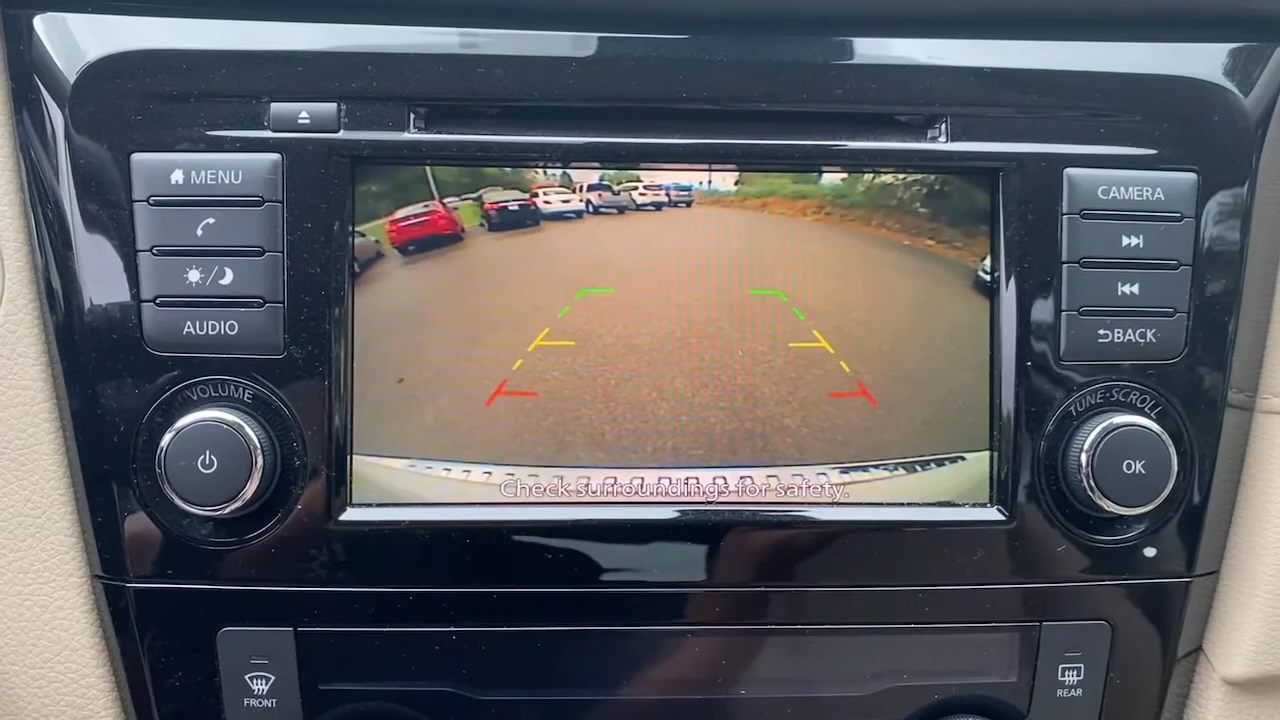 MENU
AUDIO
VOLUME
CAMERA
BACK
TUNE·SCROLL
OK
Check surroundings for safety.
FRONT
REAR